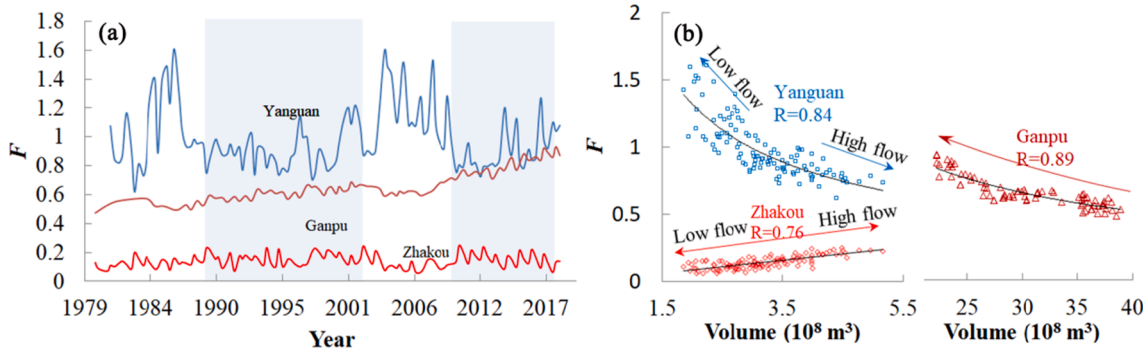 (a)
F
1.8
1.6
1.4
1.2
1
0.8
0.6
0.4
0.2
0
Yanguan
Ganpu
Zhakou
1979
1984
1990
1995
2001
2006
2012
2017
Year
(b)
F
2
1.5
1
0.5
0
Low flow
Yanguan
R=0.84
High flow
Zhakou
R=0.76
Low flow
High flow
1.5
3.5
5.5
Volume (10⁸ m³)
Ganpu
R=0.89
25
30
35
40
Volume (10⁸ m³)